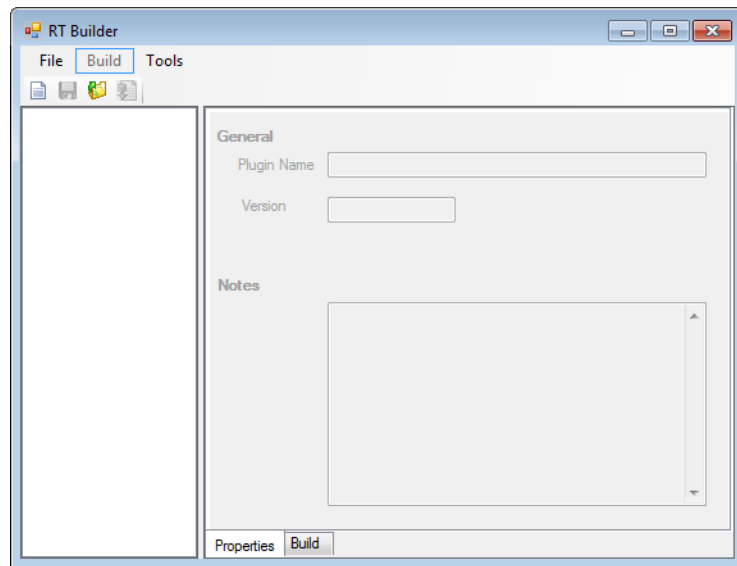 RT Builder
File Build Tools
General
Plugin Name
Version
Notes
Properties Build